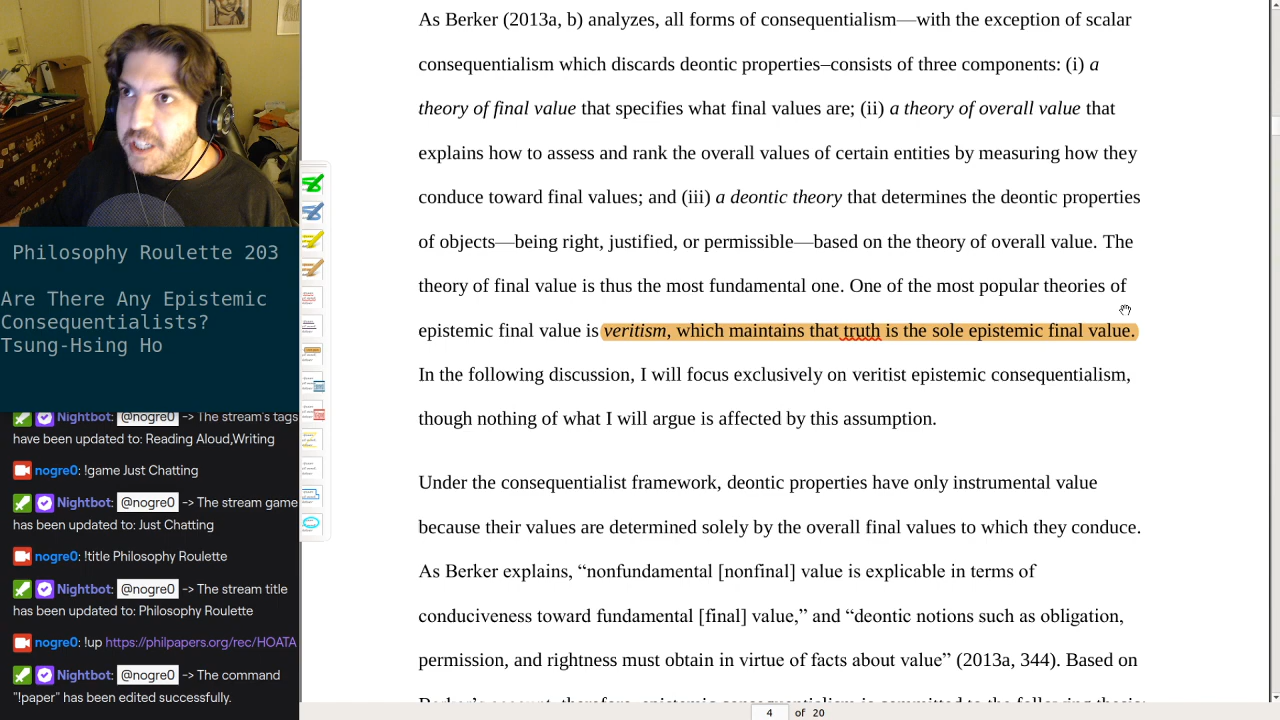 As Berker (2013a, b) analyzes, all forms of consequentialism—with the exception of scalar
consequentialism which discards deontic properties–consists of three components: (i) a
theory of final value that specifies what final values are; (ii) a theory of overall value that
explains how to assess and rank the overall values of certain entities by measuring how they
conduce toward final values; and (iii) a deontic theory that determines the deontic properties
of objects—being right, justified, or permissible—based on the theory of overall value. The
theory of final value is thus the most fundamental one. One of the most popular theories of
epistemic final value is veritism, which maintains that truth is the sole epistemic final value.
In the following discussion, I will focus exclusively on veritist epistemic consequentialism,
though nothing of what I will argue is affected by this assumption.
Under the consequentialist framework, deontic properties have only instrumental value
because their values are determined solely by the overall final values to which they conduce.
As Berker explains, “nonfundamental [nonfinal] value is explicable in terms of
conduciveness toward fundamental [final] value,” and “deontic notions such as obligation,
permission, and rightness must obtain in virtue of facts about value” (2013a, 344). Based on
4 of 20
Philosophy Roulette 203
Are There Any Epistemic
Consequentialists?
Tsung-Hsing Ho
Nightbot: @nogre0 -> The stream's tags
have been updated to: Reading Aloud,Writing
nogre0: !game Just Chatting
Nightbot: @nogre0 -> The stream game
has been updated to: Just Chatting
nogre0: !title Philosophy Roulette
Nightbot: @nogre0 -> The stream title
has been updated to: Philosophy Roulette
nogre0: !up https://philpapers.org/rec/HOATA
Nightbot: @nogre0 -> The command
"!paper" has been edited successfully.